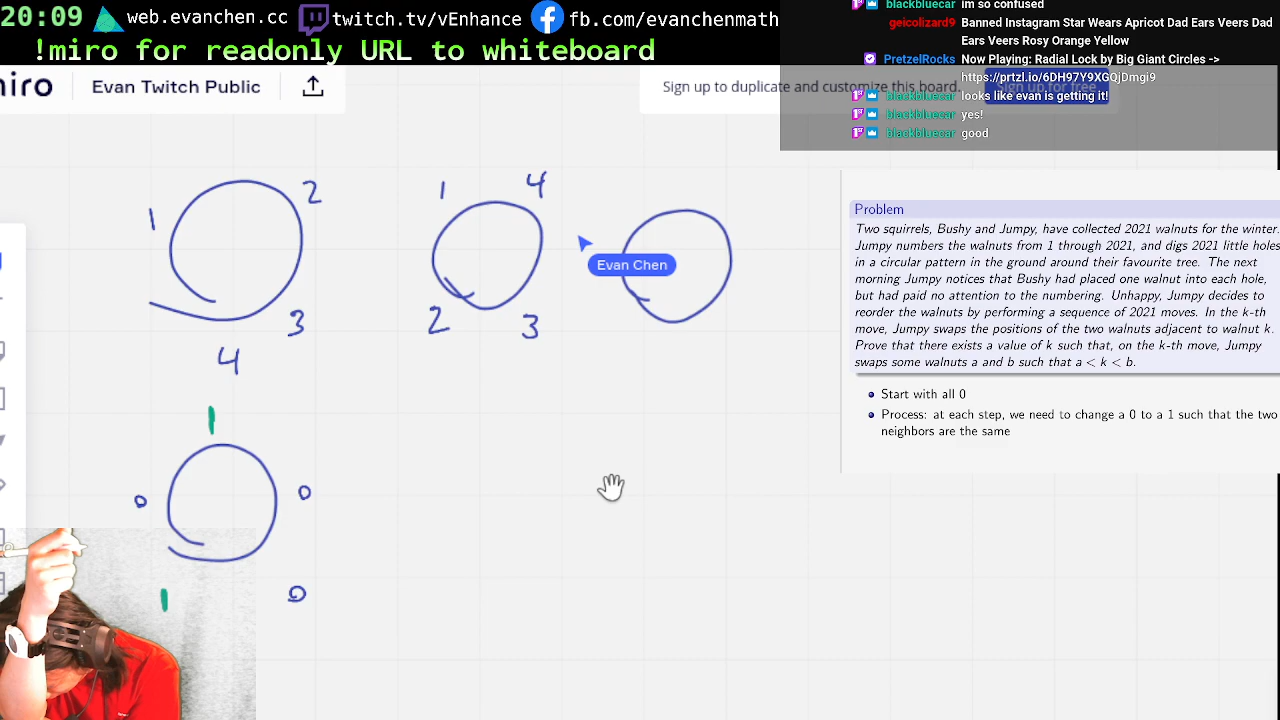 20:09 web.evanchen.cc twitch.tv/vEnhance fb.com/evanchenmath
!miro for readonly URL to whiteboard
blackbluecar im so confused
geicolizard9 Banned Instagram Star Wears Apricot Did Ears Veers Dad
Ears Veers Rosy Orange Yellow
PretzelRocks Now Playing: Radial Lock by Big Giant Circles ->
https://prtzl.io/6DH97Y9XGQjDmgi9
blackbluecar looks like evan is getting it!
blackbluecar yes!
blackbluecar good
miro Evan Twitch Public
Sign up to duplicate and customize this board. Sign up for free
1 2 3 4
1 4 2 3
Evan Chen
1
0 0
1 0
Problem
Two squirrels, Bushy and Jumpy, have collected 2021 walnuts for the winter.
Jumpy numbers the walnuts from 1 through 2021, and digs 2021 little holes
in a circular pattern in the ground around their favourite tree. The next
morning Jumpy notices that Bushy had placed one walnut into each hole,
but had paid no attention to the numbering. Unhappy, Jumpy decides to
reorder the walnuts by performing a sequence of 2021 moves. In the k-th
move, Jumpy swaps the positions of the two walnuts adjacent to walnut k.
Prove that there exists a value of k such that, on the k-th move, Jumpy
swaps some walnuts a and b such that a < k < b.
Start with all 0
Process: at each step, we need to change a 0 to a 1 such that the two
neighbors are the same